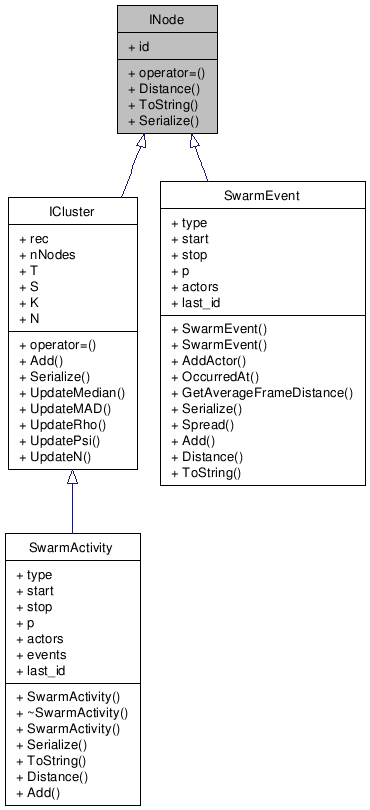 INode
+ id
+ operator=()
+ Distance()
+ ToString()
+ Serialize()
ICluster
+ rec
+ nNodes
+ T
+ S
+ K
+ N
+ operator=()
+ Add()
+ Serialize()
+ UpdateMedian()
+ UpdateMAD()
+ UpdateRho()
+ UpdatePsi()
+ UpdateN()
SwarmEvent
+ type
+ start
+ stop
+ p
+ actors
+ last_id
+ SwarmEvent()
+ SwarmEvent()
+ AddActor()
+ OccurredAt()
+ GetAverageFrameDistance()
+ Serialize()
+ Spread()
+ Add()
+ Distance()
+ ToString()
SwarmActivity
+ type
+ start
+ stop
+ p
+ actors
+ events
+ last_id
+ SwarmActivity()
+ ~SwarmActivity()
+ SwarmActivity()
+ Serialize()
+ ToString()
+ Distance()
+ Add()